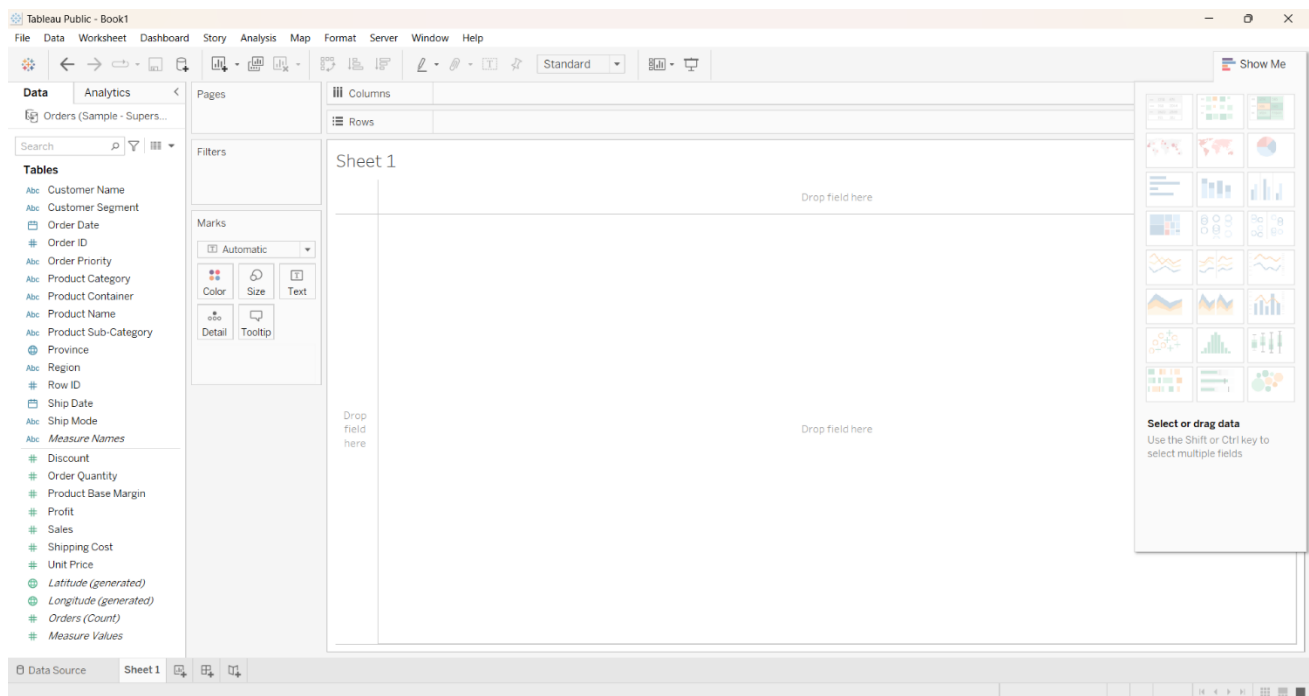 Tableau Public - Book1
File Data Worksheet Dashboard Story Analysis Map Format Server Window Help
Standard
Show Me
Data Analytics
Orders (Sample - Supers...
Search
Tables
Abc Customer Name
Abc Customer Segment
Order Date
# Order ID
Abc Order Priority
Abc Product Category
Abc Product Container
Abc Product Name
Abc Product Sub-Category
Province
Abc Region
# Row ID
Ship Date
Abc Ship Mode
Abc Measure Names
# Discount
# Order Quantity
# Product Base Margin
# Profit
# Sales
# Shipping Cost
# Unit Price
Latitude (generated)
Longitude (generated)
# Orders (Count)
# Measure Values
Pages
Filters
Marks
Automatic
Color Size Text
Detail Tooltip
Columns
Rows
Sheet 1
Drop field here
Drop
field
here
Drop field here
Select or drag data
Use the Shift or Ctrl key to
select multiple fields
Data Source Sheet 1